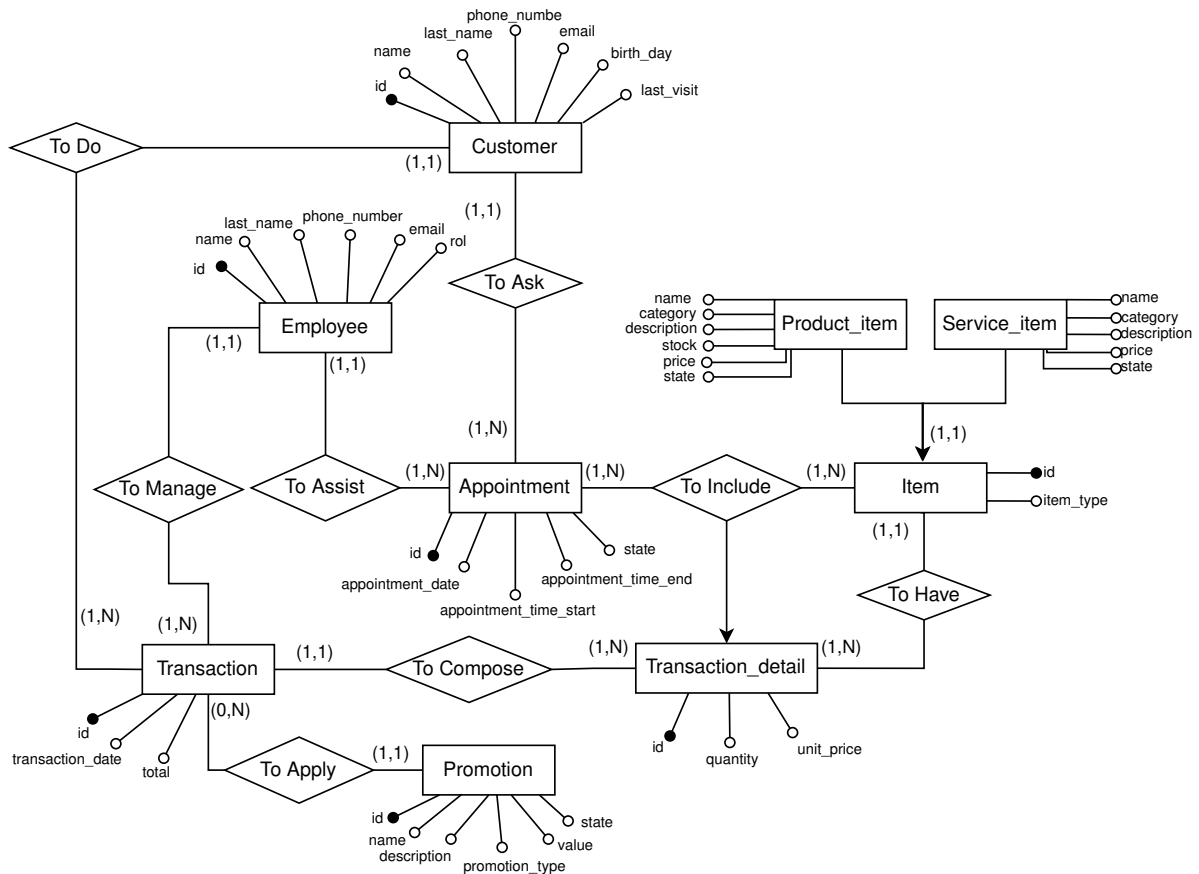 phone_numbe
last_name
email
name
birth_day
id
last_visit
To Do
Customer
(1,1)
(1,1)
phone_number
last_name
email
name
rol
id
To Ask
Employee
(1,1)
(1,1)
name
category
description
stock
price
state
Product_item
Service_item
name
category
description
price
state
(1,N)
(1,1)
To Manage
To Assist
(1,N)
Appointment
(1,N)
To Include
(1,N)
Item
id
item_type
(1,1)
id
state
appointment_date
appointment_time_end
appointment_time_start
To Have
(1,N)
(1,N)
Transaction
(1,1)
To Compose
(1,N)
Transaction_detail
(1,N)
(0,N)
id
transaction_date
total
id
quantity
unit_price
To Apply
(1,1)
Promotion
id
name
description
promotion_type
value
state